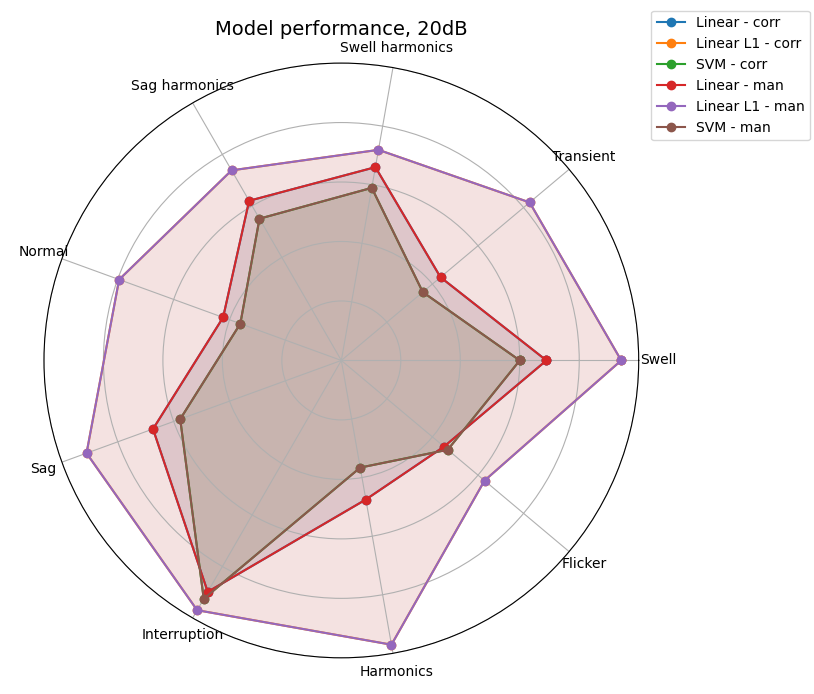 Model performance, 20dB
Linear - corr
Linear L1 - corr
SVM - corr
Linear - man
Linear L1 - man
SVM - man
Swell harmonics
Sag harmonics
Transient
Normal
Swell
Sag
Flicker
Interruption
Harmonics